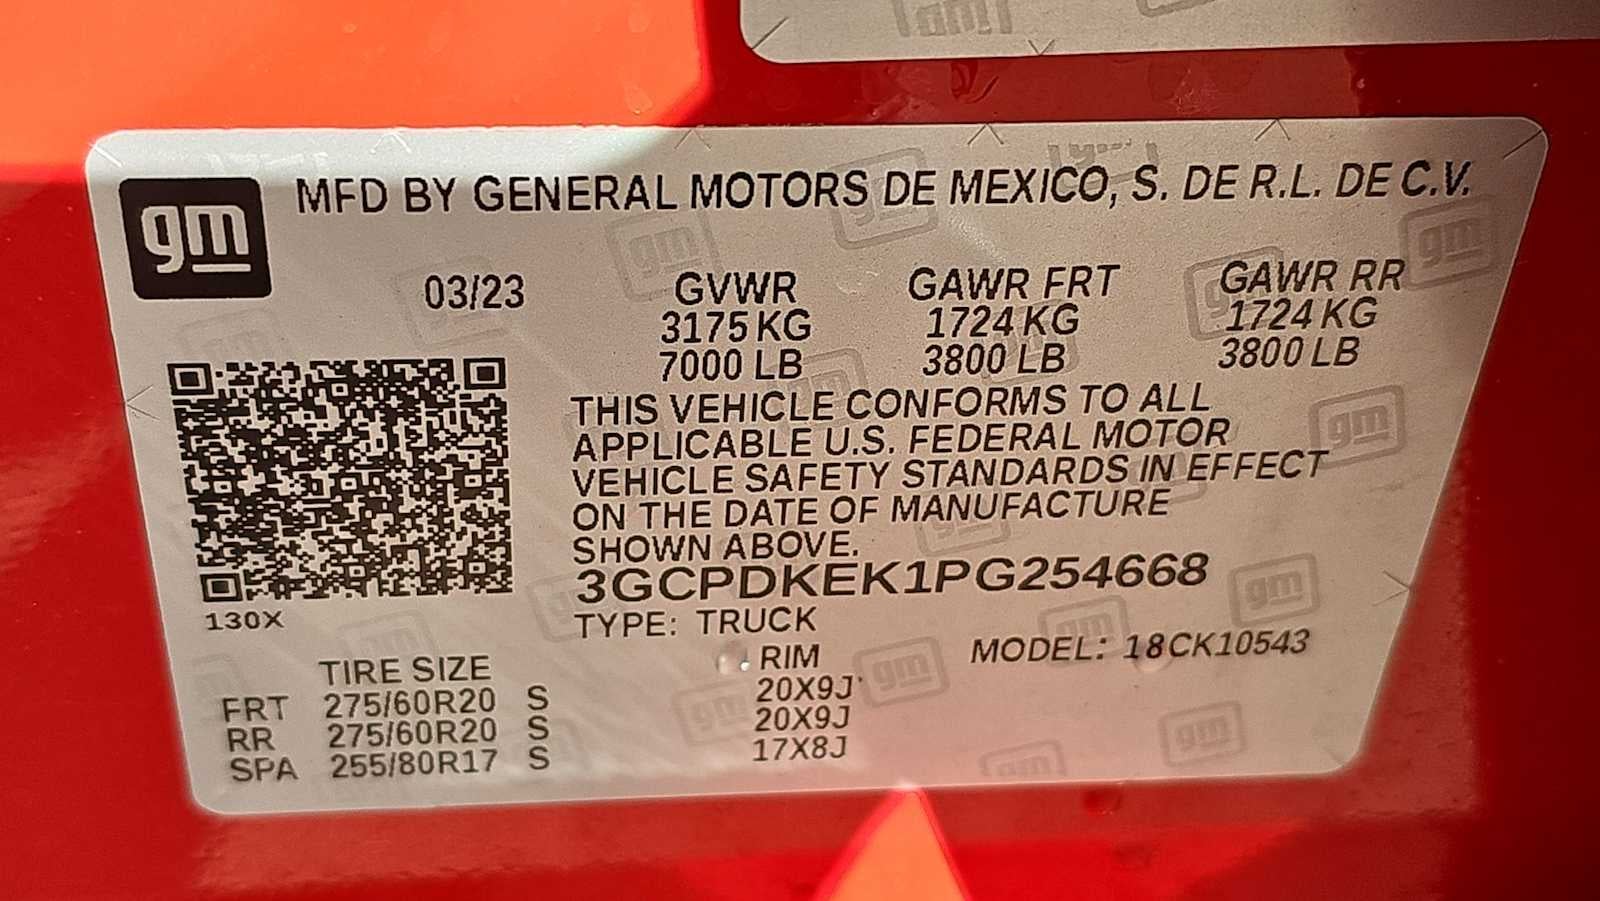 gm
MFD BY GENERAL MOTORS DE MEXICO, S. DE R.L. DE C.V.
03/23 GVWR GAWR FRT GAWR RR
3175 KG 1724 KG 1724 KG
7000 LB 3800 LB 3800 LB
THIS VEHICLE CONFORMS TO ALL
APPLICABLE U.S. FEDERAL MOTOR
VEHICLE SAFETY STANDARDS IN EFFECT
ON THE DATE OF MANUFACTURE
SHOWN ABOVE.
3GCPDKEK1PG254668
130X
TYPE: TRUCK
MODEL: 18CK10543
TIRE SIZE RIM
FRT 275/60R20 S 20X9J
RR 275/60R20 S 20X9J
SPA 255/80R17 S 17X8J